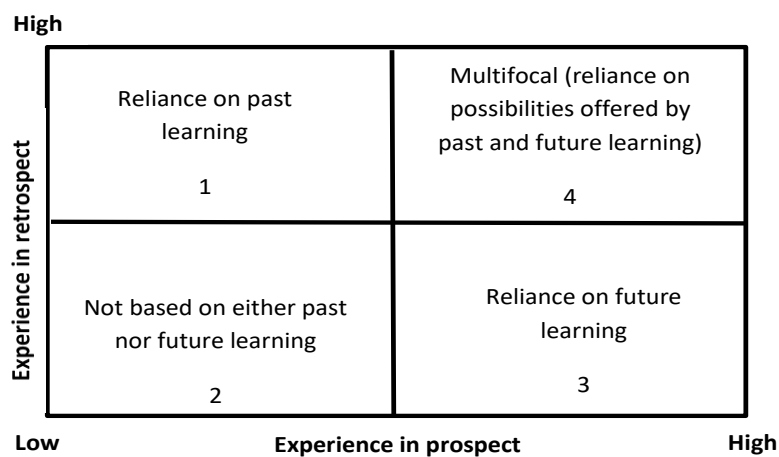 High
Reliance on past
learning
1
Multifocal (reliance on
possibilities offered by
past and future learning)
4
Experience in retrospect
Not based on either past
nor future learning
2
Reliance on future
learning
3
Low
Experience in prospect
High